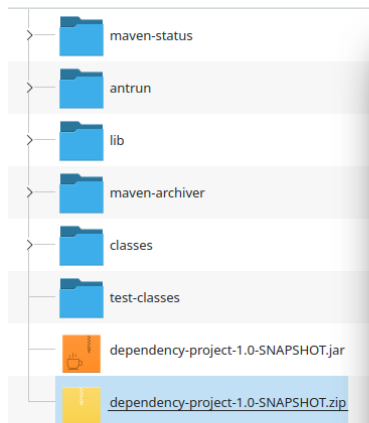 maven-status
antrun
lib
maven-archiver
classes
test-classes
dependency-project-1.0-SNAPSHOT.jar
dependency-project-1.0-SNAPSHOT.zip